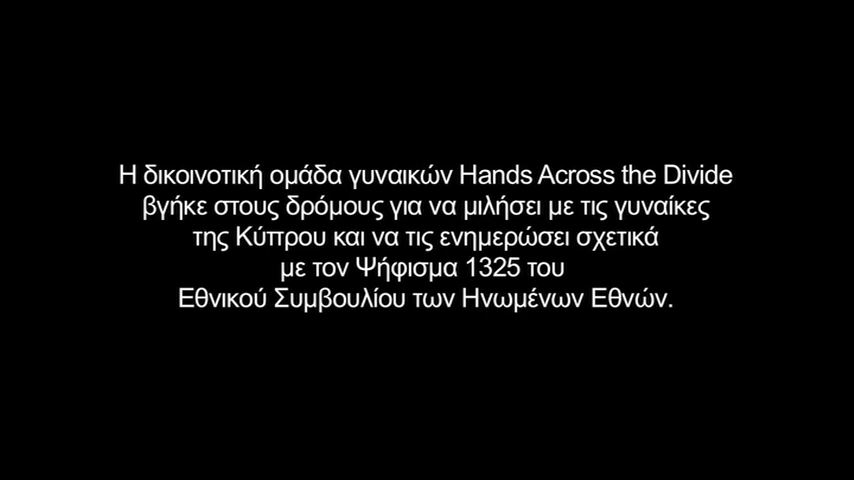 Η δικοινοτική ομάδα γυναικών Hands Across the Divide
βγήκε στους δρόμους για να μιλήσει με τις γυναίκες
της Κύπρου και να τις ενημερώσει σχετικά
με τον Ψήφισμα 1325 του
Εθνικού Συμβουλίου των Ηνωμένων Εθνών.